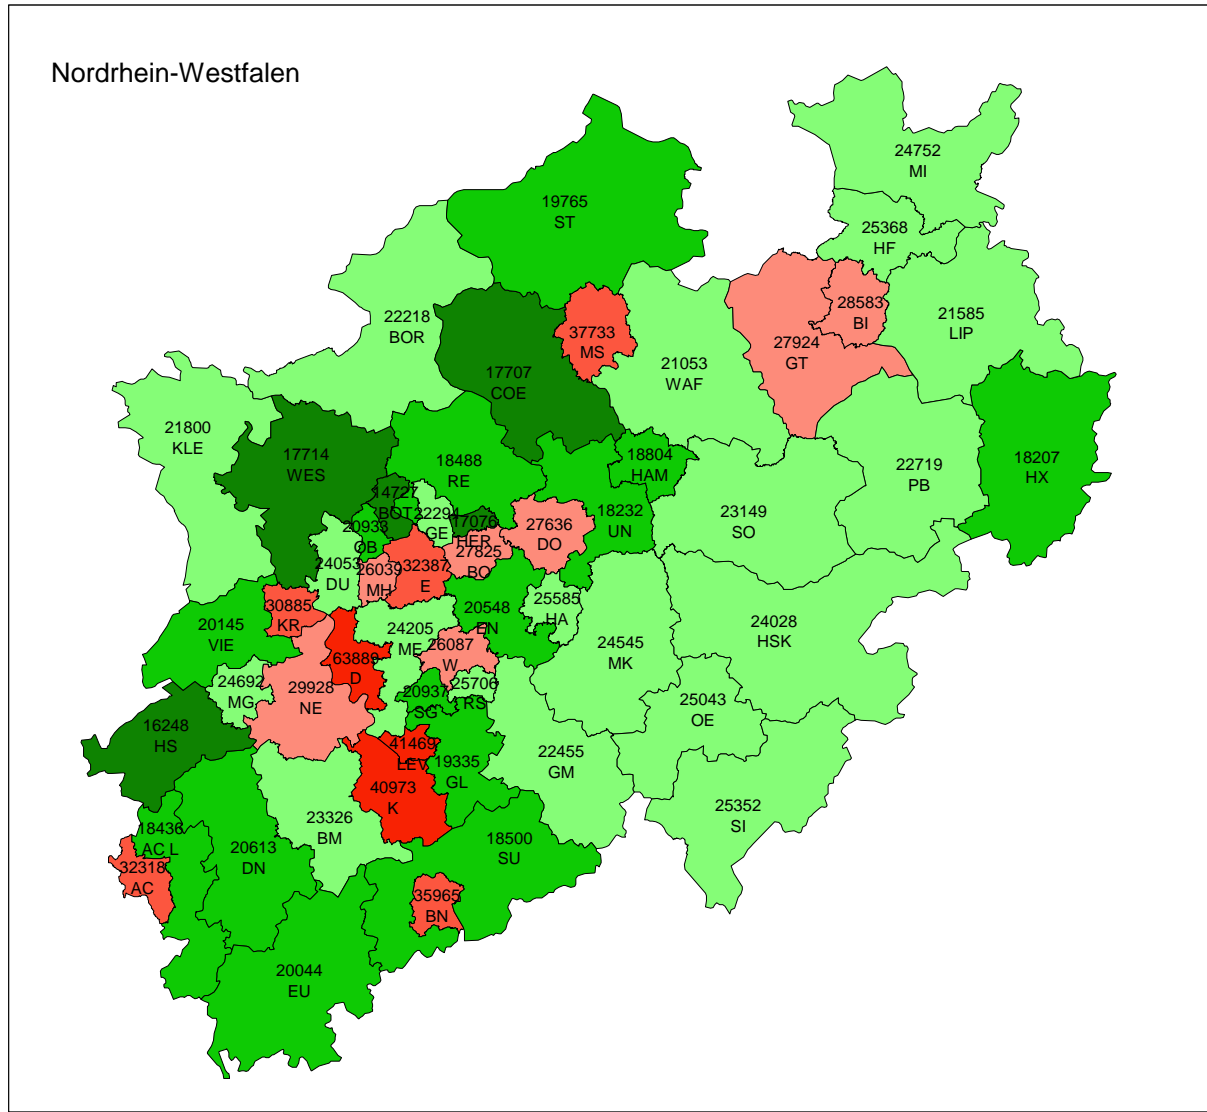 Nordrhein-Westfalen
24752
MI
19765
ST
25368
HF
28583
BI
21585
LIP
22218
BOR
37733
MS
27924
GT
21053
WAF
17707
COE
21800
KLE
17714
WES
18488
RE
18804
HAM
22719
PB
18207
HX
14727
BOT
22294
GE
17075
HER
27636
DO
18232
UN
23149
SO
20933
OB
27825
BO
24053
DU
26039
MH
32387
E
30885
KR
20548
EN
25585
HA
24028
HSK
20145
VIE
24205
ME
26087
W
24545
MK
63889
D
24692
MG
29928
NE
20937
SG
25706
RS
25043
OE
16248
HS
41469
LEV
19335
GL
22455
GM
40973
K
25352
SI
23326
BM
18436
AC L
20613
DN
18500
SU
32318
AC
35965
BN
20044
EU